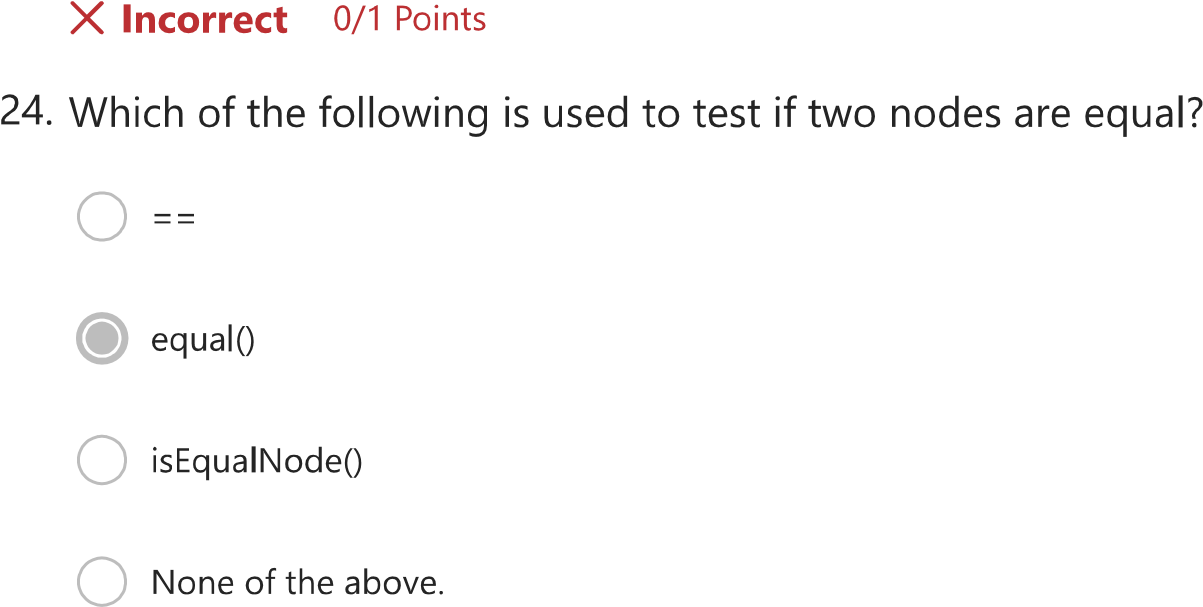 Incorrect 0/1 Points
24. Which of the following is used to test if two nodes are equal?
==
equal()
isEqualNode()
None of the above.